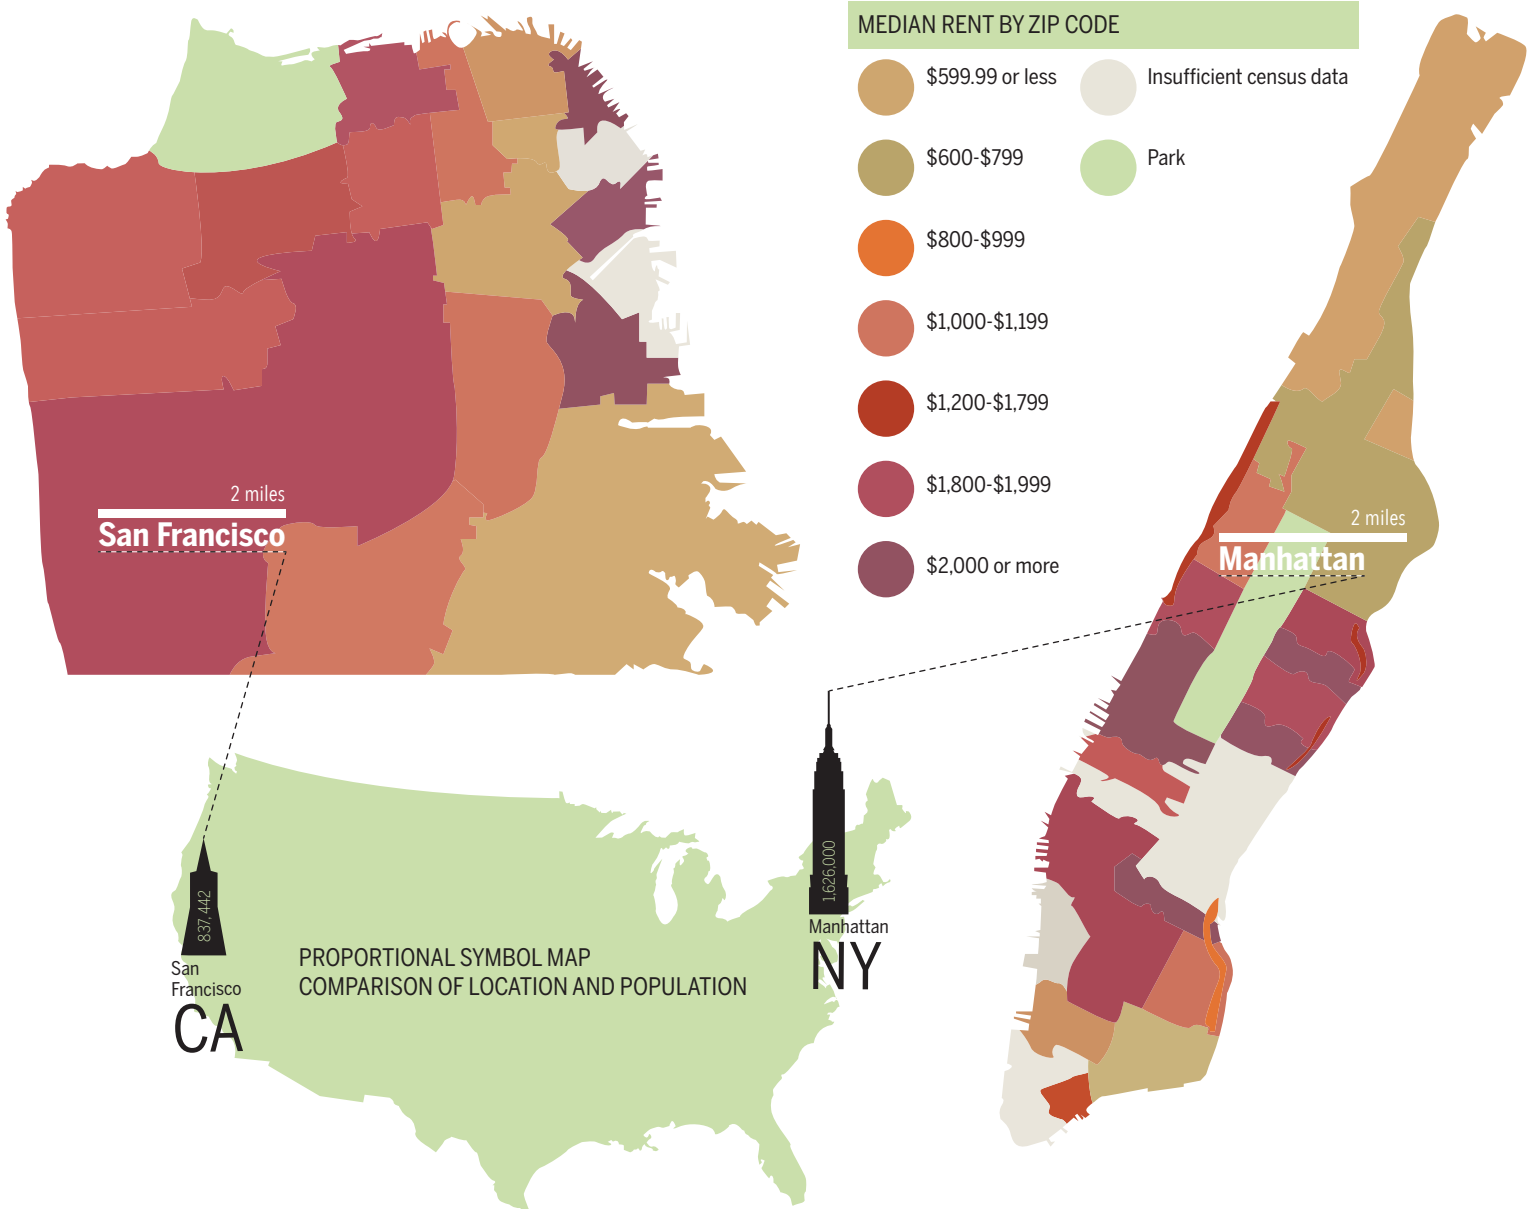 MEDIAN RENT BY ZIP CODE
$599.99 or less
Insufficient census data
$600-$799
Park
$800-$999
$1,000-$1,199
$1,200-$1,799
$1,800-$1,999
$2,000 or more
2 miles
San Francisco
2 miles
Manhattan
837,442
San
Francisco
CA
PROPORTIONAL SYMBOL MAP
COMPARISON OF LOCATION AND POPULATION
1,626,000
Manhattan
NY